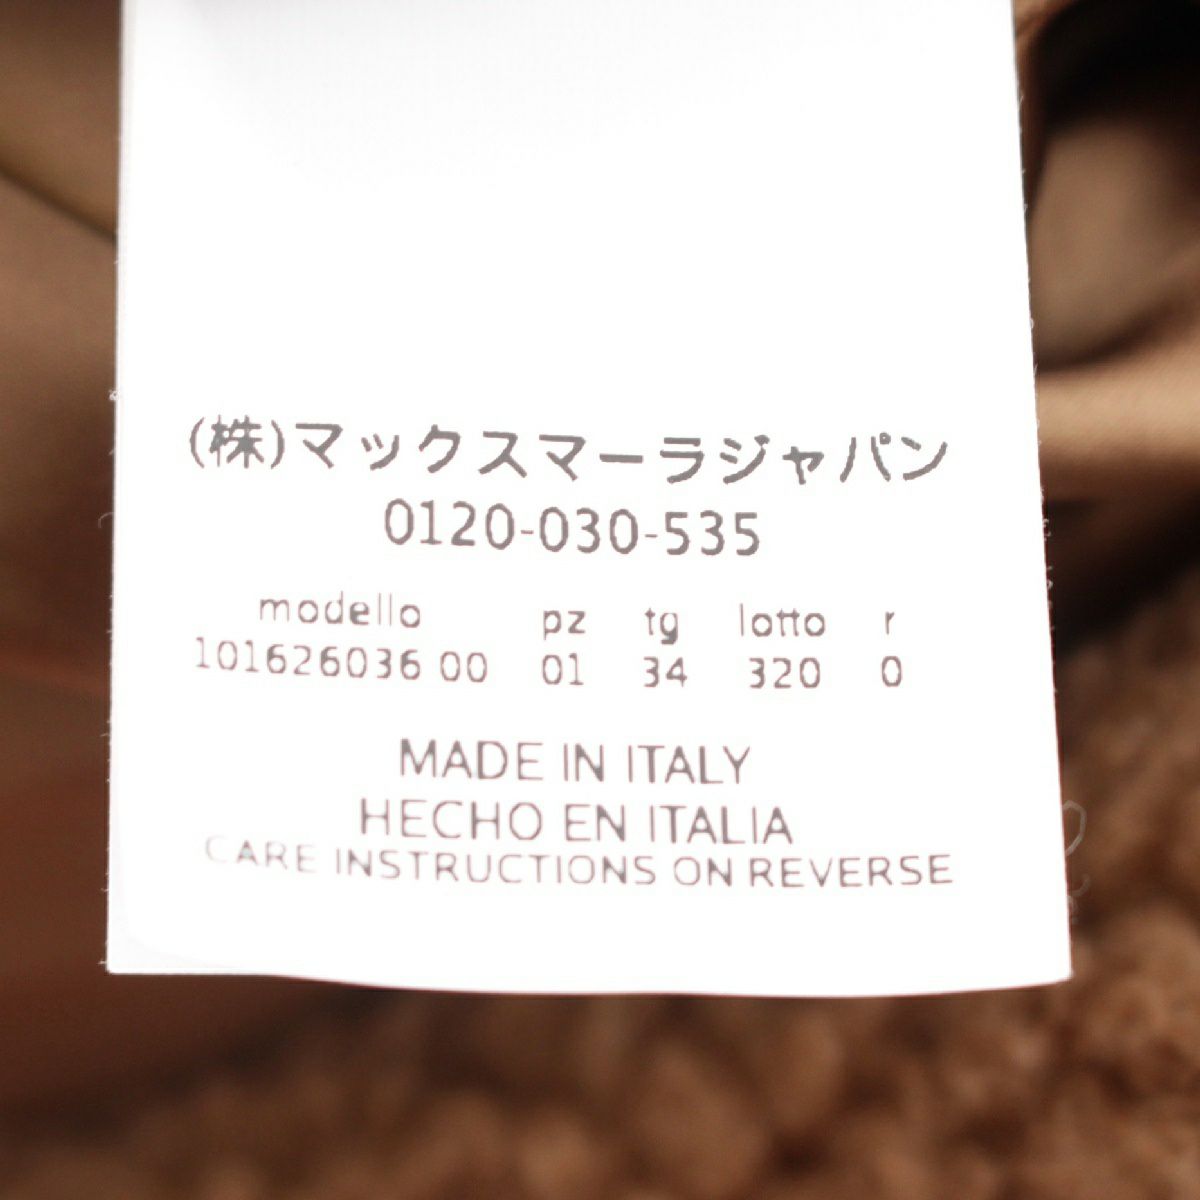 (株)マックスマーラジャパン
0120-030-535
modello pz tg lotto r
101626036 00 01 34 320 0
MADE IN ITALY
HECHO EN ITALIA
CARE INSTRUCTIONS ON REVERSE